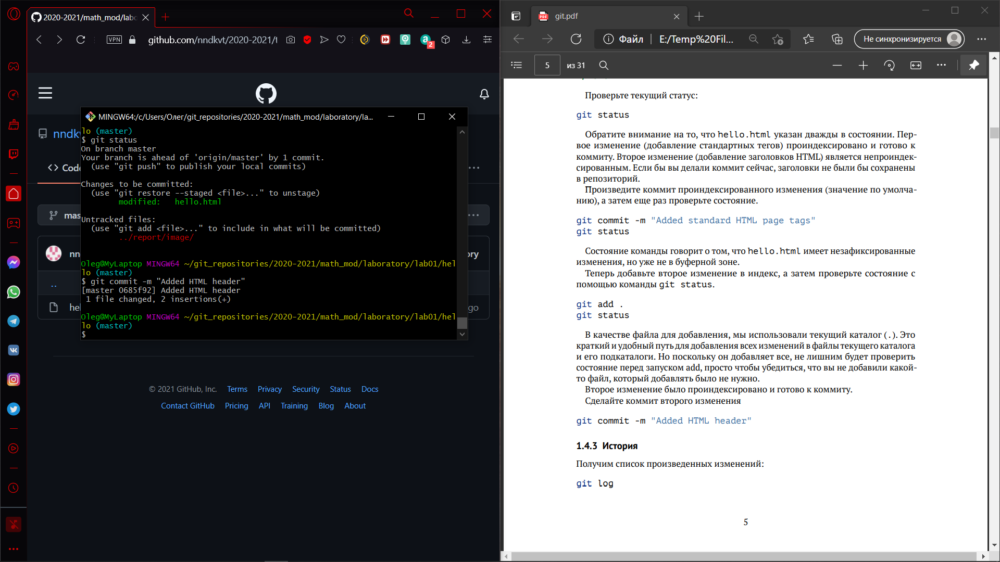 2020-2021/math_mod/labo
VPN
github.com/nndkvt/2020-2021/t
2
nndkv
Code
mas
nn
ory
..
hel
go
MINGW64:/c/Users/Олег/git_repositories/2020-2021/math_mod/laboratory/la...
lo (master)
$ git status
On branch master
Your branch is ahead of 'origin/master' by 1 commit.
(use "git push" to publish your local commits)
Changes to be committed:
(use "git restore --staged <file>..." to unstage)
modified: hello.html
Untracked files:
(use "git add <file>..." to include in what will be committed)
../report/image/
Oleg@MyLaptop MINGW64 ~/git_repositories/2020-2021/math_mod/laboratory/lab01/hel
lo (master)
$ git commit -m "Added HTML header"
[master 0685f92] Added HTML header
1 file changed, 2 insertions(+)
Oleg@MyLaptop MINGW64 ~/git_repositories/2020-2021/math_mod/laboratory/lab01/hel
lo (master)
$
© 2021 GitHub, Inc. Terms Privacy Security Status Docs
Contact GitHub Pricing API Training Blog About
PDF git.pdf
Файл E:/Temp%20Fil... Не синхронизируется
5 из 31
Проверьте текущий статус:
git status
Обратите внимание на то, что hello.html указан дважды в состоянии. Пер-
вое изменение (добавление стандартных тегов) проиндексировано и готово к
коммиту. Второе изменение (добавление заголовков HTML) является непроиндек-
сированным. Если бы вы делали коммит сейчас, заголовки не были бы сохранены
в репозиторий.
Произведите коммит проиндексированного изменения (значение по умолча-
нию), а затем еще раз проверьте состояние.
git commit -m "Added standard HTML page tags"
git status
Состояние команды говорит о том, что hello.html имеет незафиксированные
изменения, но уже не в буферной зоне.
Теперь добавьте второе изменение в индекс, а затем проверьте состояние с
помощью команды git status.
git add .
git status
В качестве файла для добавления, мы использовали текущий каталог (.). Это
краткий и удобный путь для добавления всех изменений в файлы текущего каталога
и его подкаталоги. Но поскольку он добавляет все, не лишним будет проверить
состояние перед запуском add, просто чтобы убедиться, что вы не добавили какой-
то файл, который добавлять было не нужно.
Второе изменение было проиндексировано и готово к коммиту.
Сделайте коммит второго изменения
git commit -m "Added HTML header"
1.4.3 История
Получим список произведенных изменений:
git log
5